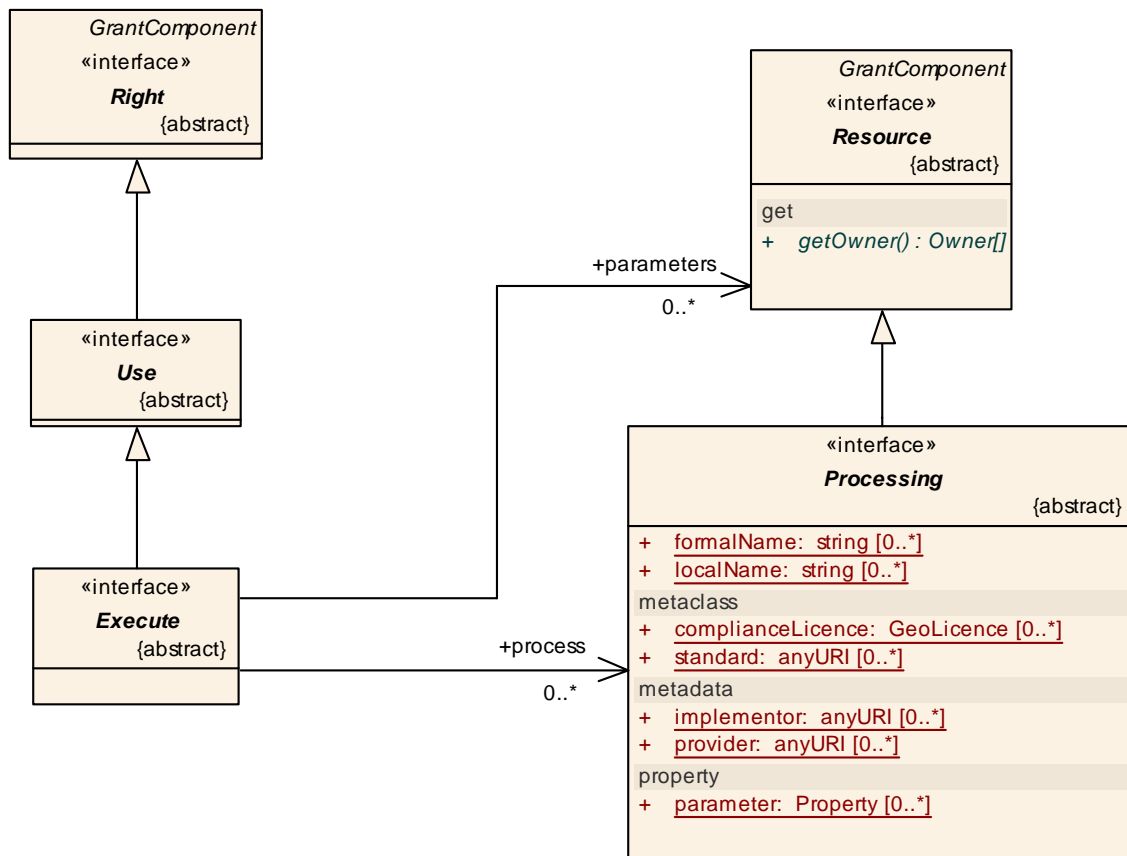 GrantComponent
«interface»
Right
{abstract}
GrantComponent
«interface»
Resource
{abstract}
get
+ getOwner() : Owner[]
+parameters
0..*
«interface»
Use
{abstract}
«interface»
Execute
{abstract}
+process
0..*
«interface»
Processing
{abstract}
+ formalName: string [0..*]
+ localName: string [0..*]
metaclass
+ complianceLicence: GeoLicence [0..*]
+ standard: anyURI [0..*]
metadata
+ implementor: anyURI [0..*]
+ provider: anyURI [0..*]
property
+ parameter: Property [0..*]